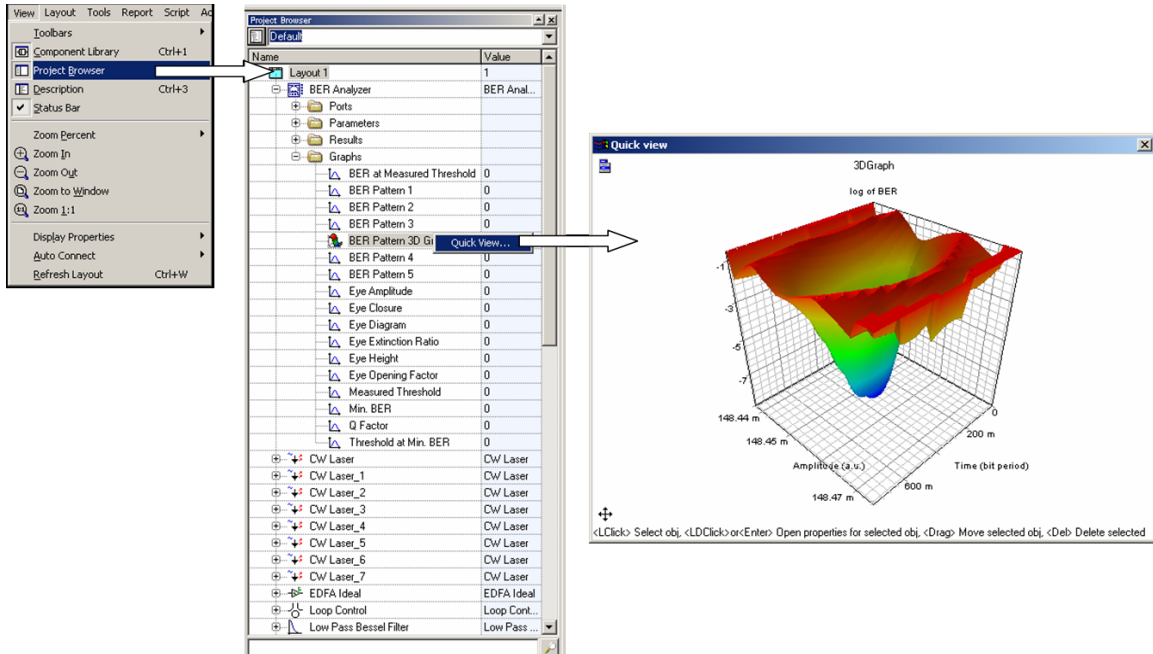 View Layout Tools Report Script
Toolbars
Component Library Ctrl+1
Project Browser
Description Ctrl+3
Status Bar
Zoom Percent
Zoom In
Zoom Out
Zoom to Window
Zoom 1:1
Display Properties
Auto Connect
Refresh Layout Ctrl+W
Project Browser
Default
Name Value
Layout 1 1
BER Analyzer BER Anal...
Ports
Parameters
Results
Graphs
BER at Measured Threshold 0
BER Pattern 1 0
BER Pattern 2 0
BER Pattern 3 0
BER Pattern 3D Gr
Quick View...
BER Pattern 4 0
BER Pattern 5 0
Eye Amplitude 0
Eye Closure 0
Eye Diagram 0
Eye Extinction Ratio 0
Eye Height 0
Eye Opening Factor 0
Measured Threshold 0
Min. BER 0
Q Factor 0
Threshold at Min. BER 0
CW Laser CW Laser
CW Laser_1 CW Laser
CW Laser_2 CW Laser
CW Laser_3 CW Laser
CW Laser_4 CW Laser
CW Laser_5 CW Laser
CW Laser_6 CW Laser
CW Laser_7 CW Laser
EDFA Ideal EDFA Ideal
Loop Control Loop Cont...
Low Pass Bessel Filter Low Pass ...
Quick view
3DGraph
log of BER
-1
-3
-5
-7
148.44 m
148.45 m
148.47 m
Amplitude (a.u.)
0
200 m
600 m
Time (bit period)
<LClick> Select obj, <LDClick>or<Enter> Open properties for selected obj, <Drag> Move selected obj, <Del> Delete selected